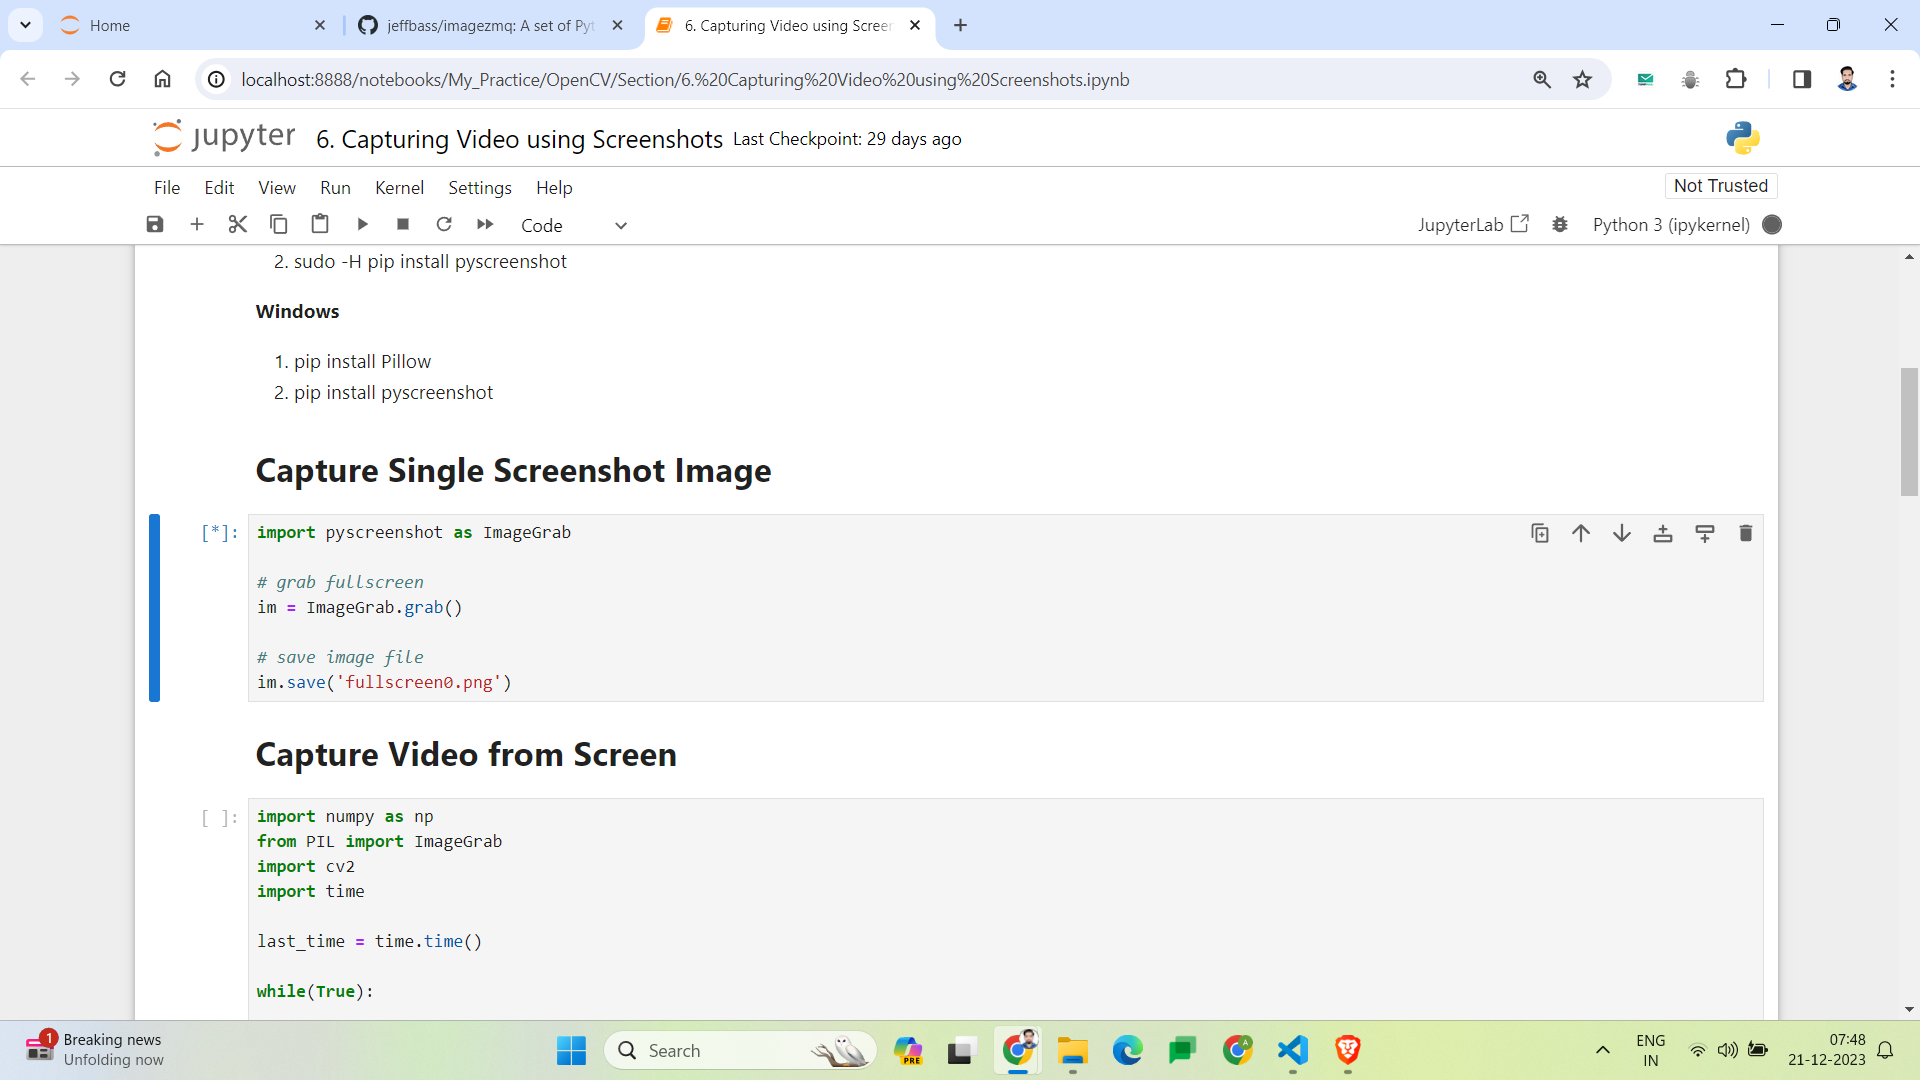 Home
jeffbass/imagezmq: A set of Pyt
6. Capturing Video using Screen
localhost:8888/notebooks/My_Practice/OpenCV/Section/6.%20Capturing%20Video%20using%20Screenshots.ipynb
jupyter
6. Capturing Video using Screenshots Last Checkpoint: 29 days ago
File Edit View Run Kernel Settings Help
Not Trusted
Code
JupyterLab
Python 3 (ipykernel)
2. sudo -H pip install pyscreenshot
Windows
1. pip install Pillow
2. pip install pyscreenshot
Capture Single Screenshot Image
[*]:
import pyscreenshot as ImageGrab
# grab fullscreen
im = ImageGrab.grab()
# save image file
im.save('fullscreen0.png')
Capture Video from Screen
[ ]:
import numpy as np
from PIL import ImageGrab
import cv2
import time
last_time = time.time()
while(True):
1
Breaking news
Unfolding now
Search
PRE
A
ENG
IN
07:48
21-12-2023